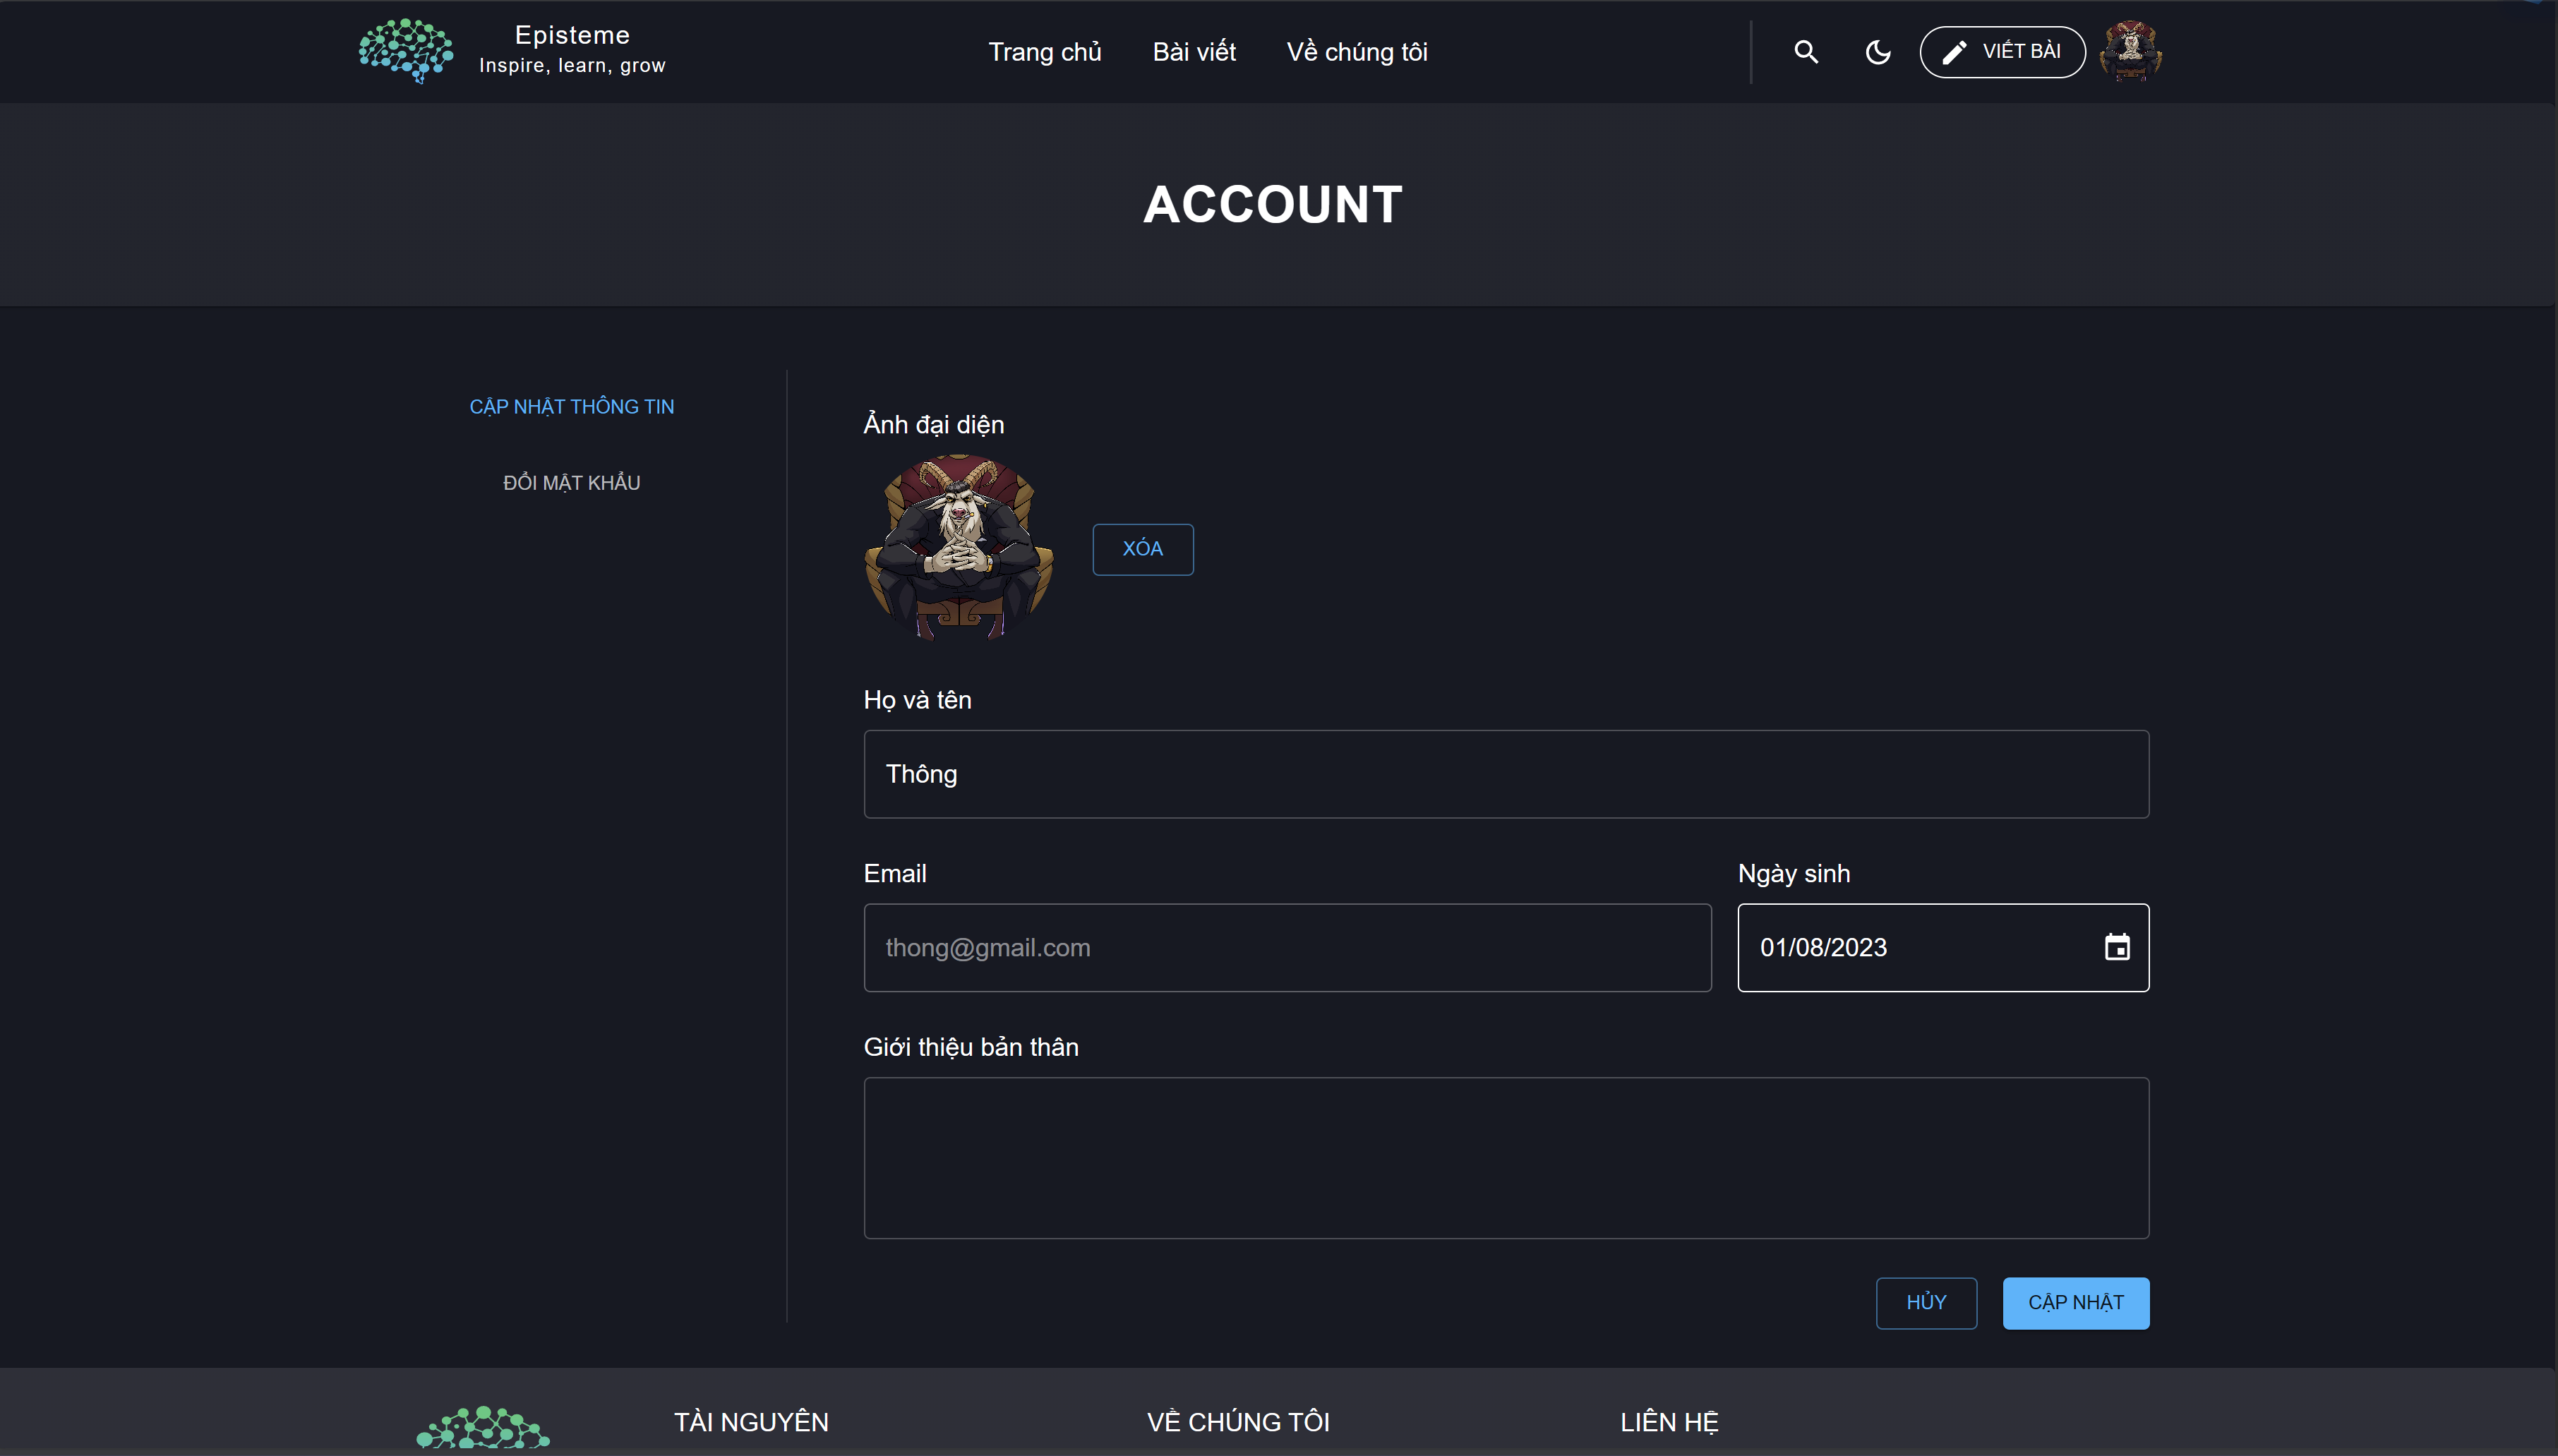 Episteme
Inspire, learn, grow
Trang chủ
Bài viết
Về chúng tôi
VIẾT BÀI
ACCOUNT
CẬP NHẬT THÔNG TIN
ĐỔI MẬT KHẨU
Ảnh đại diện
XÓA
Họ và tên
Thông
Email
Ngày sinh
thong@gmail.com
01/08/2023
Giới thiệu bản thân
HỦY
CẬP NHẬT
TÀI NGUYÊN
VỀ CHÚNG TÔI
LIÊN HỆ